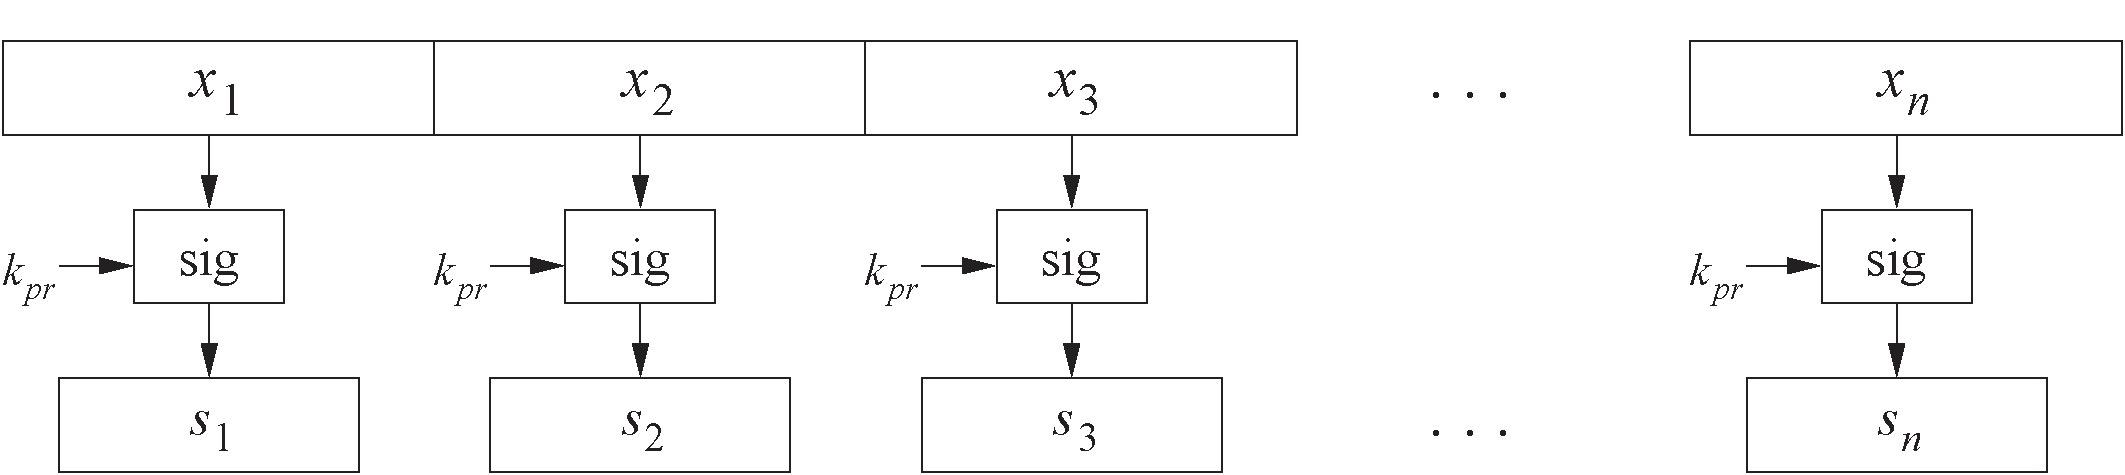 x1 x2 x3 . . . xn
kpr sig kpr sig kpr sig kpr sig
s1 s2 s3 . . . sn